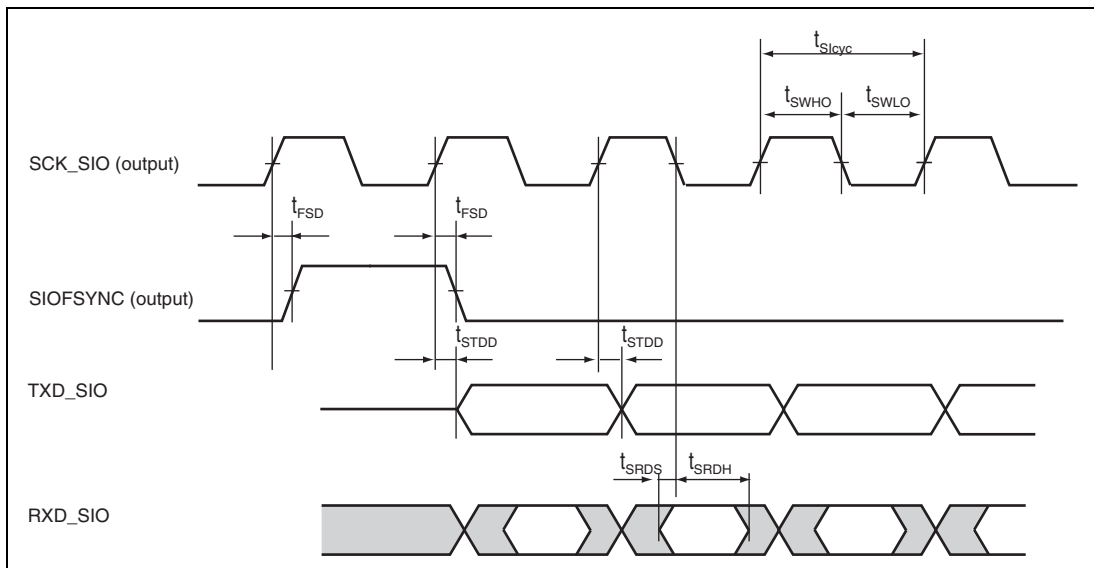 tSIcyc
tSWHO tSWLO
SCK_SIO (output)
tFSD tFSD
SIOFSYNC (output)
tSTDD tSTDD
TXD_SIO
tSRDS tSRDH
RXD_SIO